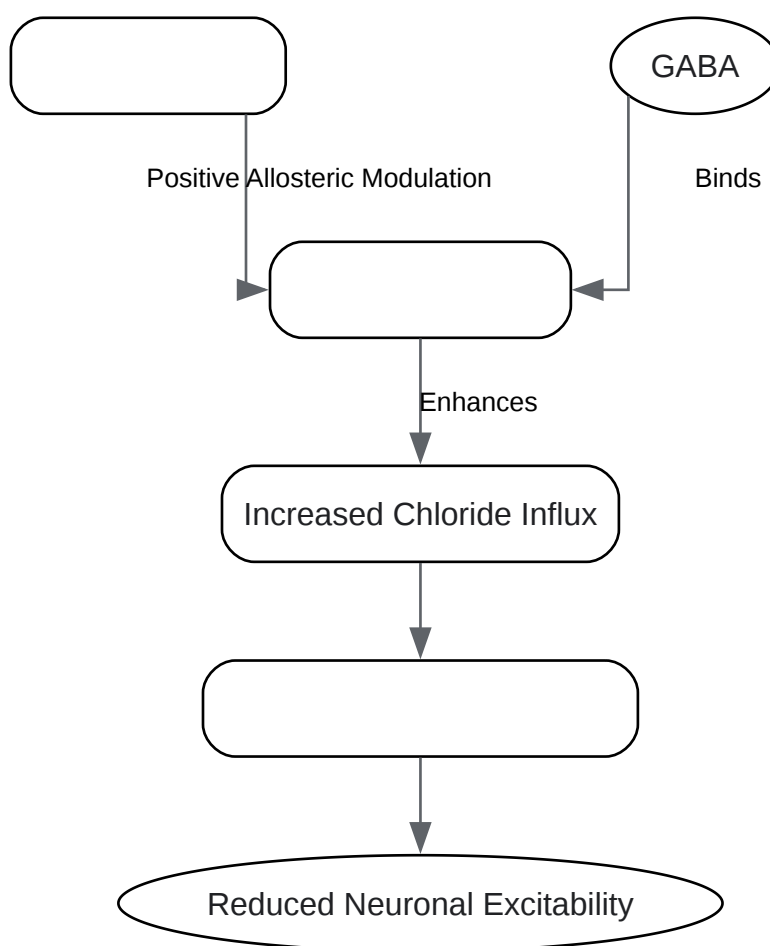 GABA
Positive Allosteric Modulation
Binds
Enhances
Increased Chloride Influx
Reduced Neuronal Excitability